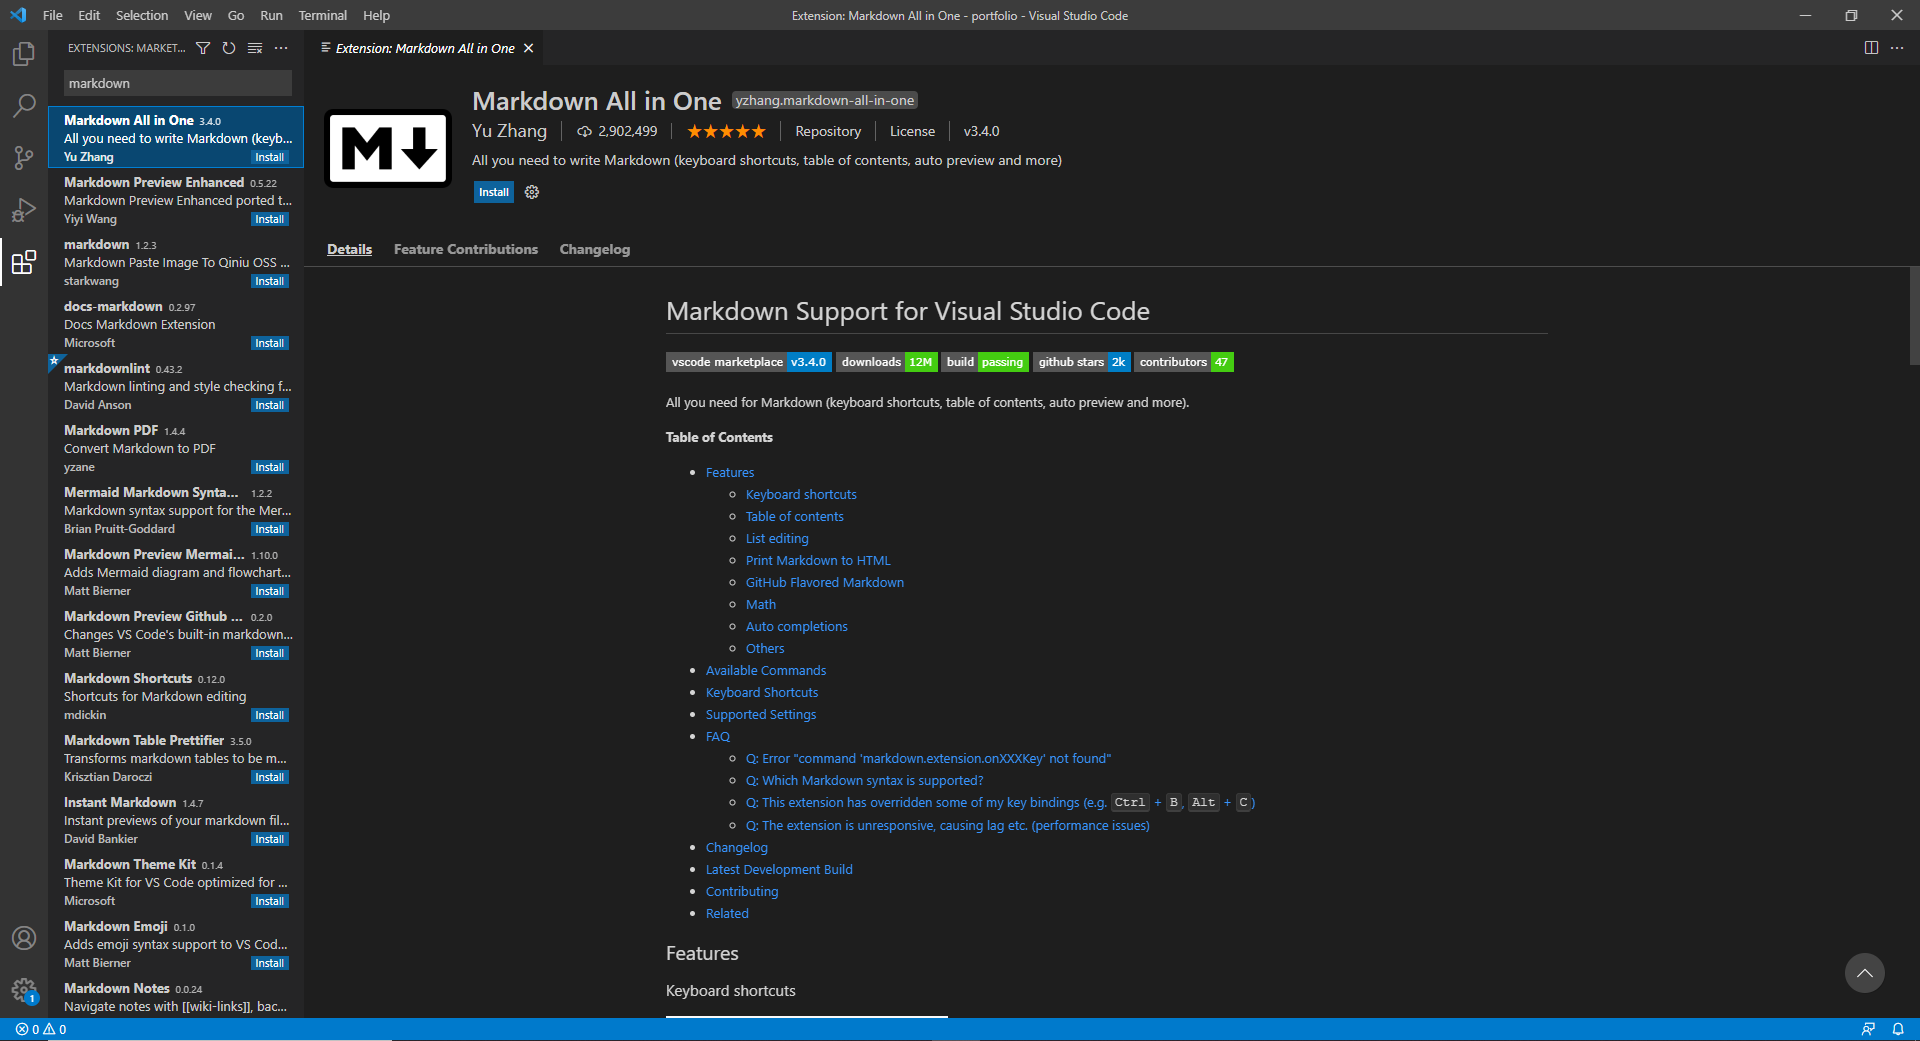 File Edit Selection View Go Run Terminal Help
Extension: Markdown All in One - portfolio - Visual Studio Code
EXTENSIONS: MARKET...
markdown
Markdown All in One 3.4.0
All you need to write Markdown (keyb...
Yu Zhang Install
Markdown Preview Enhanced 0.5.22
Markdown Preview Enhanced ported t...
Yiyi Wang Install
markdown 1.2.3
Markdown Paste Image To Qiniu OSS ...
starkwang Install
docs-markdown 0.2.97
Docs Markdown Extension
Microsoft Install
markdownlint 0.43.2
Markdown linting and style checking f...
David Anson Install
Markdown PDF 1.4.4
Convert Markdown to PDF
yzane Install
Mermaid Markdown Synta... 1.2.2
Markdown syntax support for the Mer...
Brian Pruitt-Goddard Install
Markdown Preview Mermai... 1.10.0
Adds Mermaid diagram and flowchart...
Matt Bierner Install
Markdown Preview Github ... 0.2.0
Changes VS Code's built-in markdown...
Matt Bierner Install
Markdown Shortcuts 0.12.0
Shortcuts for Markdown editing
mdickin Install
Markdown Table Prettifier 3.5.0
Transforms markdown tables to be m...
Krisztian Daroczi Install
Instant Markdown 1.4.7
Instant previews of your markdown fil...
David Bankier Install
Markdown Theme Kit 0.1.4
Theme Kit for VS Code optimized for ...
Microsoft Install
Markdown Emoji 0.1.0
Adds emoji syntax support to VS Cod...
Matt Bierner Install
Markdown Notes 0.0.24
Navigate notes with [[wiki-links]], bac...
1
Extension: Markdown All in One
M
Markdown All in One yzhang.markdown-all-in-one
Yu Zhang 2,902,499 ★★★★★ Repository License v3.4.0
All you need to write Markdown (keyboard shortcuts, table of contents, auto preview and more)
Install
Details Feature Contributions Changelog
Markdown Support for Visual Studio Code
vscode marketplace v3.4.0 downloads 12M build passing github stars 2k contributors 47
All you need for Markdown (keyboard shortcuts, table of contents, auto preview and more).
Table of Contents
Features
Keyboard shortcuts
Table of contents
List editing
Print Markdown to HTML
GitHub Flavored Markdown
Math
Auto completions
Others
Available Commands
Keyboard Shortcuts
Supported Settings
FAQ
Q: Error "command 'markdown.extension.onXXXKey' not found"
Q: Which Markdown syntax is supported?
Q: This extension has overridden some of my key bindings (e.g. Ctrl + B, Alt + C)
Q: The extension is unresponsive, causing lag etc. (performance issues)
Changelog
Latest Development Build
Contributing
Related
Features
Keyboard shortcuts
0 0